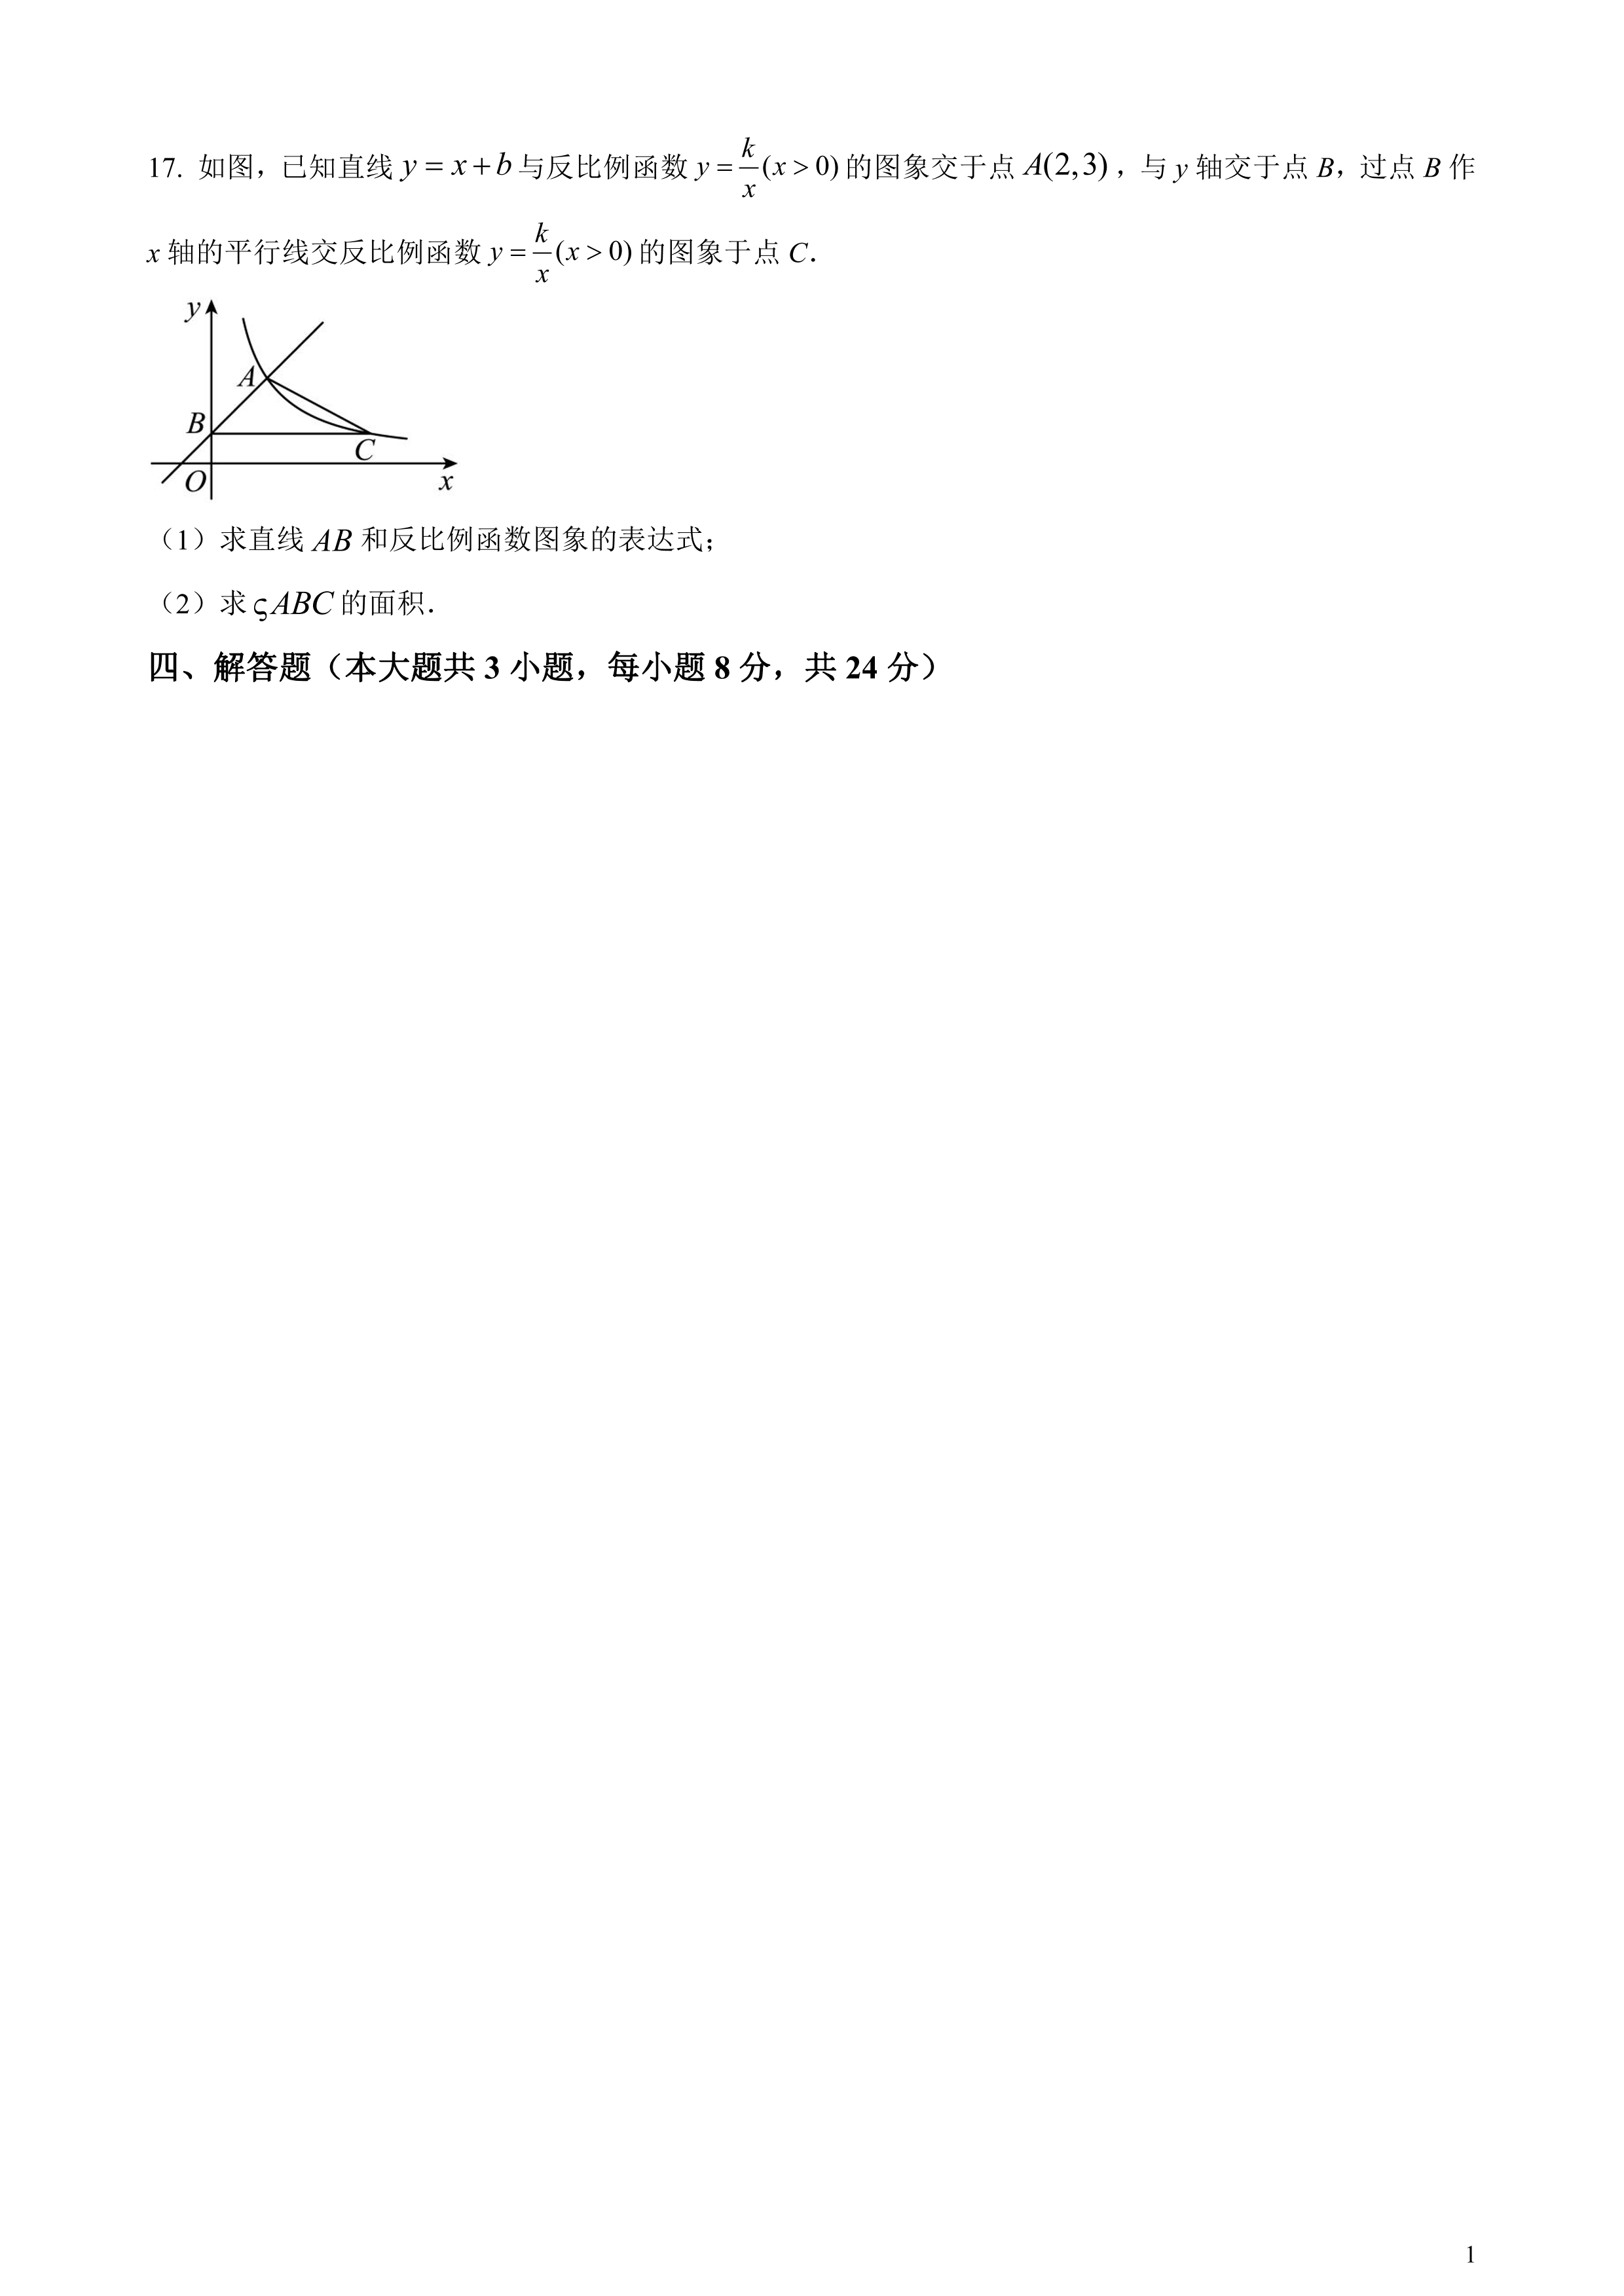 17. 如图，已知直线 y = x + b 与反比例函数 y = k/x (x > 0) 的图象交于点 A(2,3)，与 y 轴交于点 B，过点 B 作
x 轴的平行线交反比例函数 y = k/x (x > 0) 的图象于点 C．
y
A
B
C
O
x
（1）求直线 AB 和反比例函数图象的表达式；
（2）求 ςABC 的面积．
四、解答题（本大题共 3 小题，每小题 8 分，共 24 分）
1